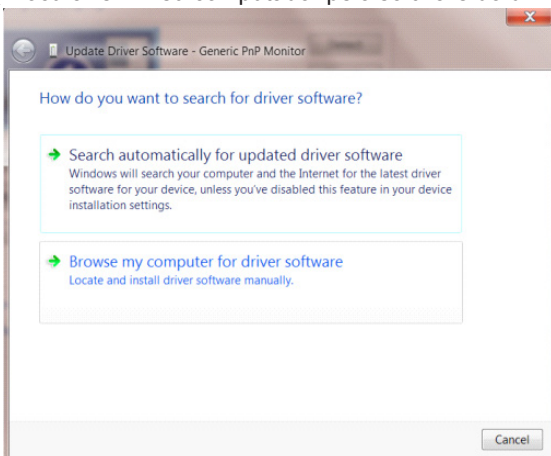 Update Driver Software - Generic PnP Monitor
How do you want to search for driver software?
Search automatically for updated driver software
Windows will search your computer and the Internet for the latest driver
software for your device, unless you've disabled this feature in your device
installation settings.
Browse my computer for driver software
Locate and install driver software manually.
Cancel